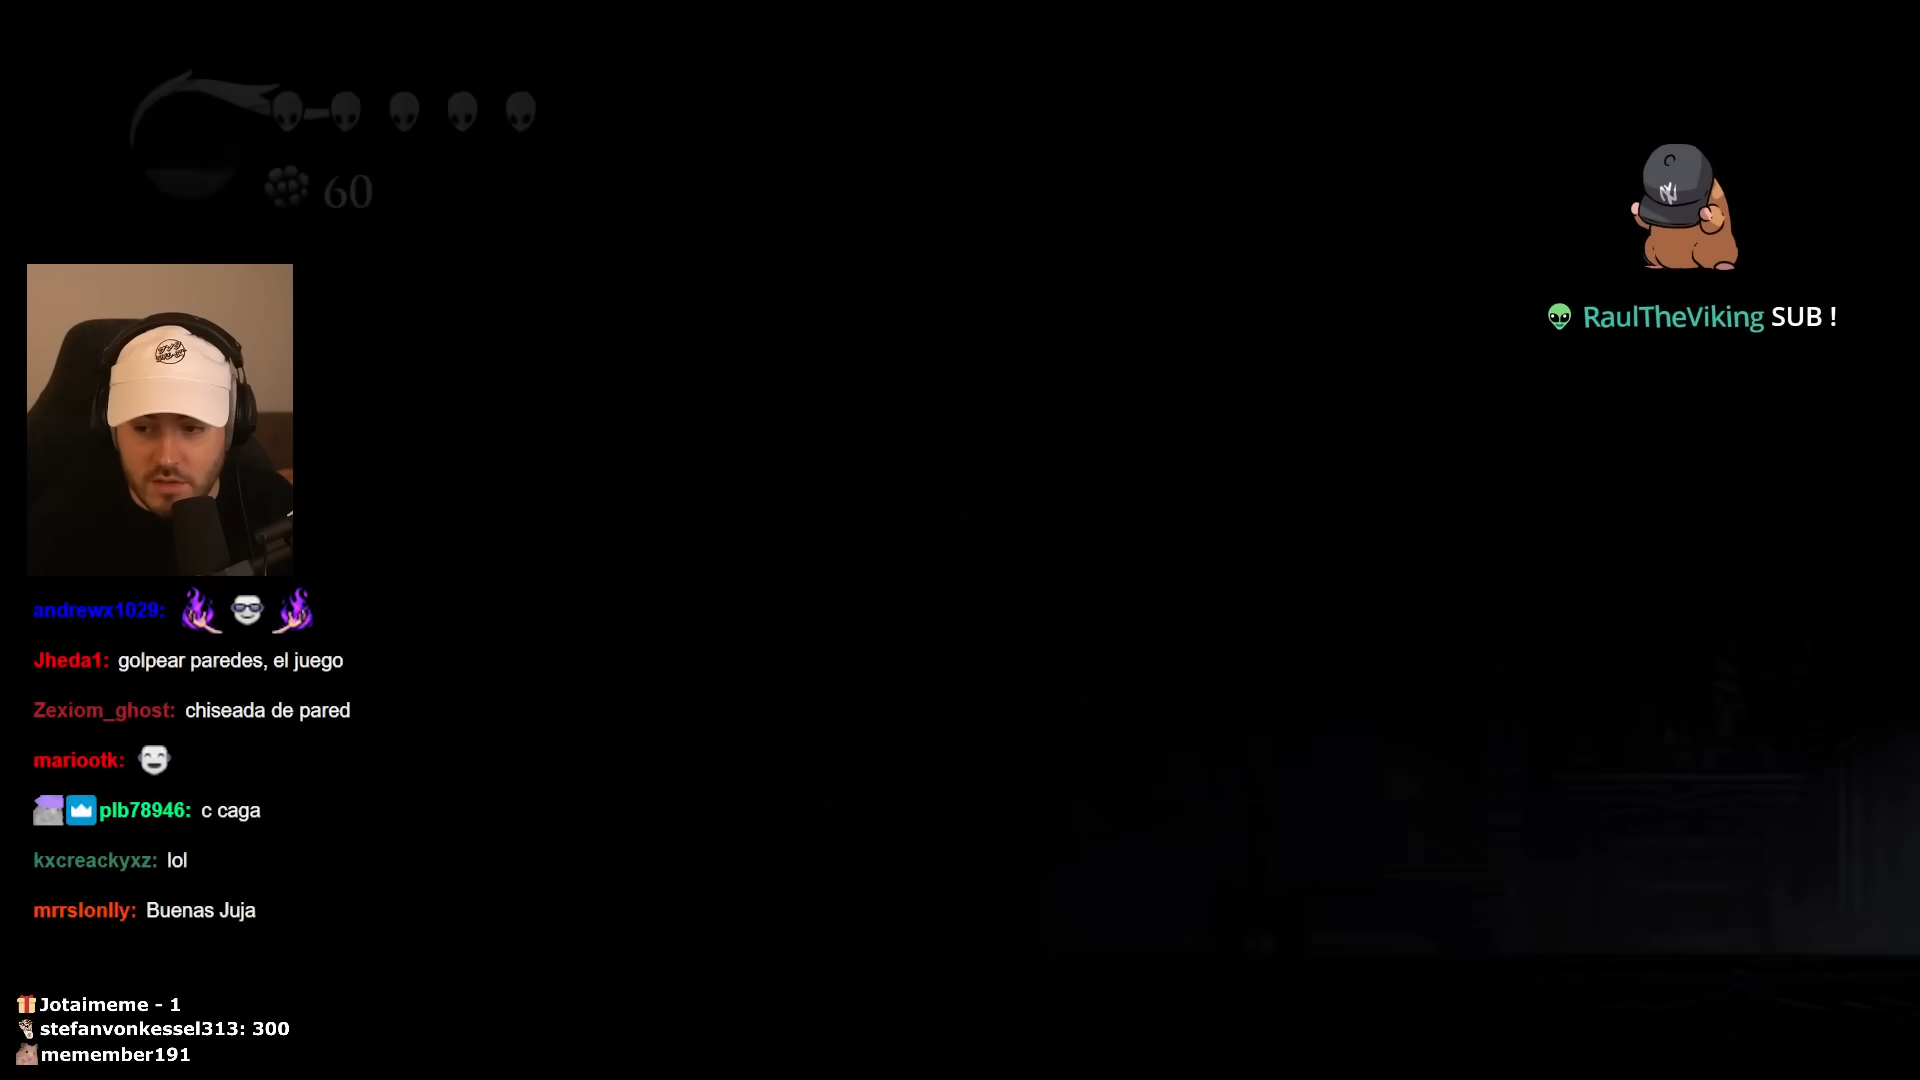 60
RaulTheViking SUB !
andrewx1029:
Jheda1: golpear paredes, el juego
Zexiom_ghost: chiseada de pared
mariootk:
plb78946: c caga
kxcreackyxz: lol
mrrslonlly: Buenas Juja
Jotaimeme - 1
stefanvonkessel313: 300
memember191